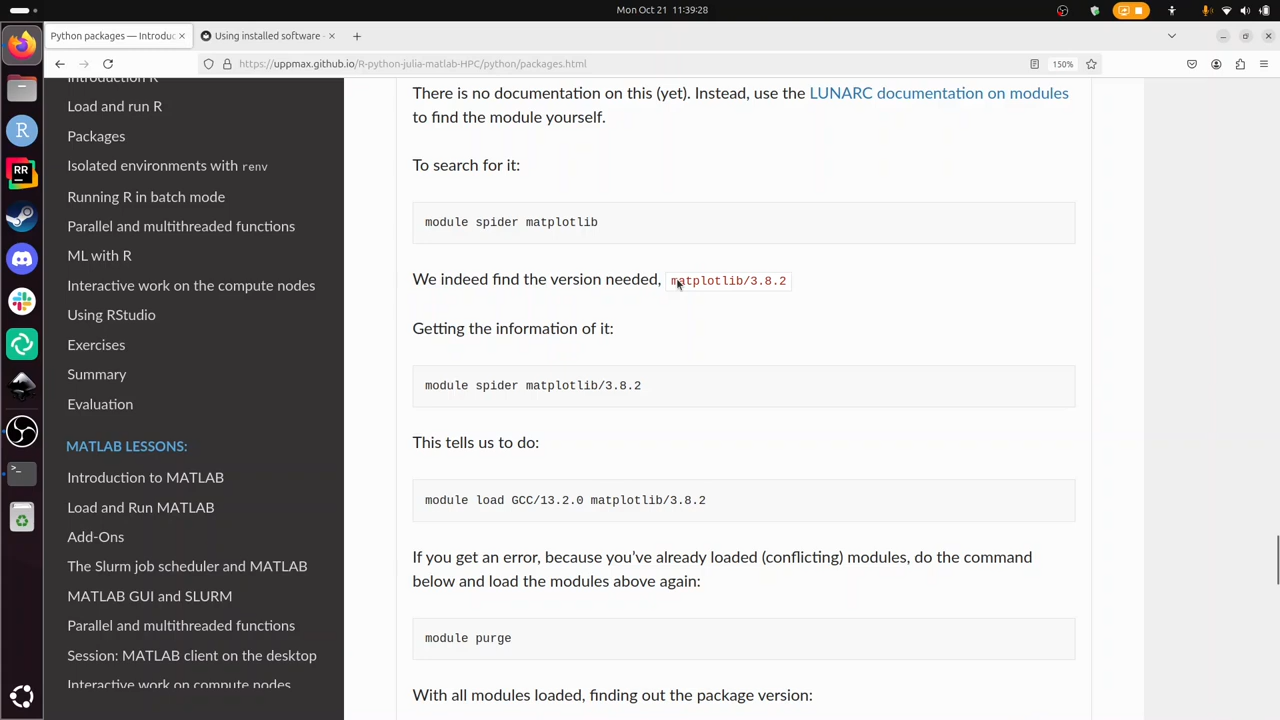 Mon Oct 21 11:39:28
Python packages — Introduc
Using installed software -
https://uppmax.github.io/R-python-julia-matlab-HPC/python/packages.html
150%
Introduction R
Load and run R
Packages
Isolated environments with renv
Running R in batch mode
Parallel and multithreaded functions
ML with R
Interactive work on the compute nodes
Using RStudio
Exercises
Summary
Evaluation
MATLAB LESSONS:
Introduction to MATLAB
Load and Run MATLAB
Add-Ons
The Slurm job scheduler and MATLAB
MATLAB GUI and SLURM
Parallel and multithreaded functions
Session: MATLAB client on the desktop
Interactive work on compute nodes
There is no documentation on this (yet). Instead, use the LUNARC documentation on modules
to find the module yourself.
To search for it:
module spider matplotlib
We indeed find the version needed, matplotlib/3.8.2
Getting the information of it:
module spider matplotlib/3.8.2
This tells us to do:
module load GCC/13.2.0 matplotlib/3.8.2
If you get an error, because you've already loaded (conflicting) modules, do the command
below and load the modules above again:
module purge
With all modules loaded, finding out the package version: